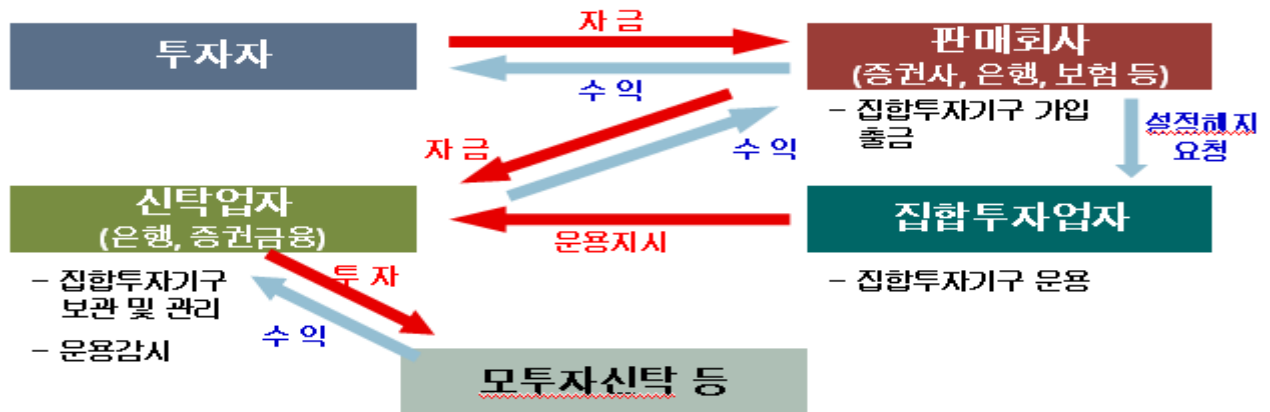 자 금
투자자
판매회사
(증권사, 은행, 보험 등)
수 익
– 집합투자기구 가입
출금
설정해지
요청
자 금
수 익
신탁업자
(은행, 증권금융)
집합투자업자
운용지시
– 집합투자기구
보관 및 관리
– 운용감시
투 자
– 집합투자기구 운용
수 익
모투자신탁 등